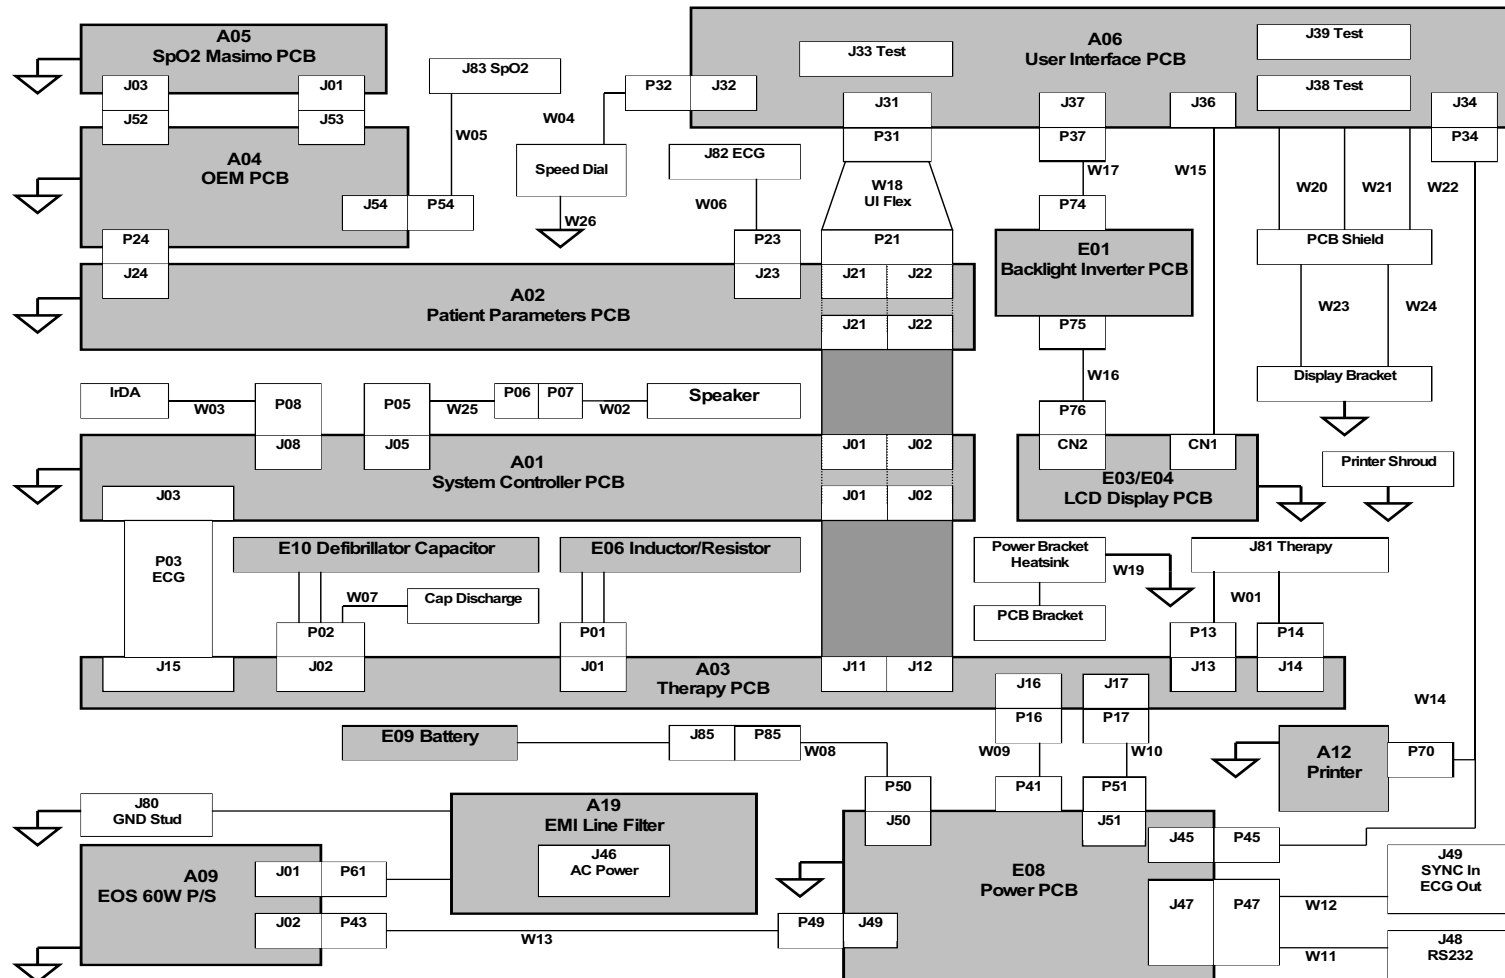 A05
SpO2 Masimo PCB
J03
J01
J52
J53
A04
OEM PCB
J54
P54
P24
J24
J83 SpO2
W05
W04
P32
J32
Speed Dial
W26
J82 ECG
W06
P23
J23
A06
User Interface PCB
J33 Test
J39 Test
J38 Test
J31
P31
J37
P37
J36
J34
P34
W18
UI Flex
P21
J21
J22
J21
J22
A02
Patient Parameters PCB
W17
W15
P74
E01
Backlight Inverter PCB
P75
W16
P76
CN2
CN1
E03/E04
LCD Display PCB
W20
W21
W22
PCB Shield
W23
W24
Display Bracket
Printer Shroud
IrDA
W03
P08
J08
P05
J05
W25
P06
P07
W02
Speaker
A01
System Controller PCB
J01
J02
J01
J02
J03
P03
ECG
J15
E10 Defibrillator Capacitor
W07
Cap Discharge
P02
J02
E06 Inductor/Resistor
P01
J01
A03
Therapy PCB
J11
J12
Power Bracket
Heatsink
W19
PCB Bracket
J81 Therapy
W01
P13
P14
J13
J14
J16
J17
P16
P17
W09
W10
W14
E09 Battery
J85
P85
W08
P50
J50
P41
P51
J51
A12
Printer
P70
J80
GND Stud
A19
EMI Line Filter
J46
AC Power
A09
EOS 60W P/S
J01
P61
J02
P43
W13
P49
J49
E08
Power PCB
J45
P45
J47
P47
W12
W11
J49
SYNC In
ECG Out
J48
RS232